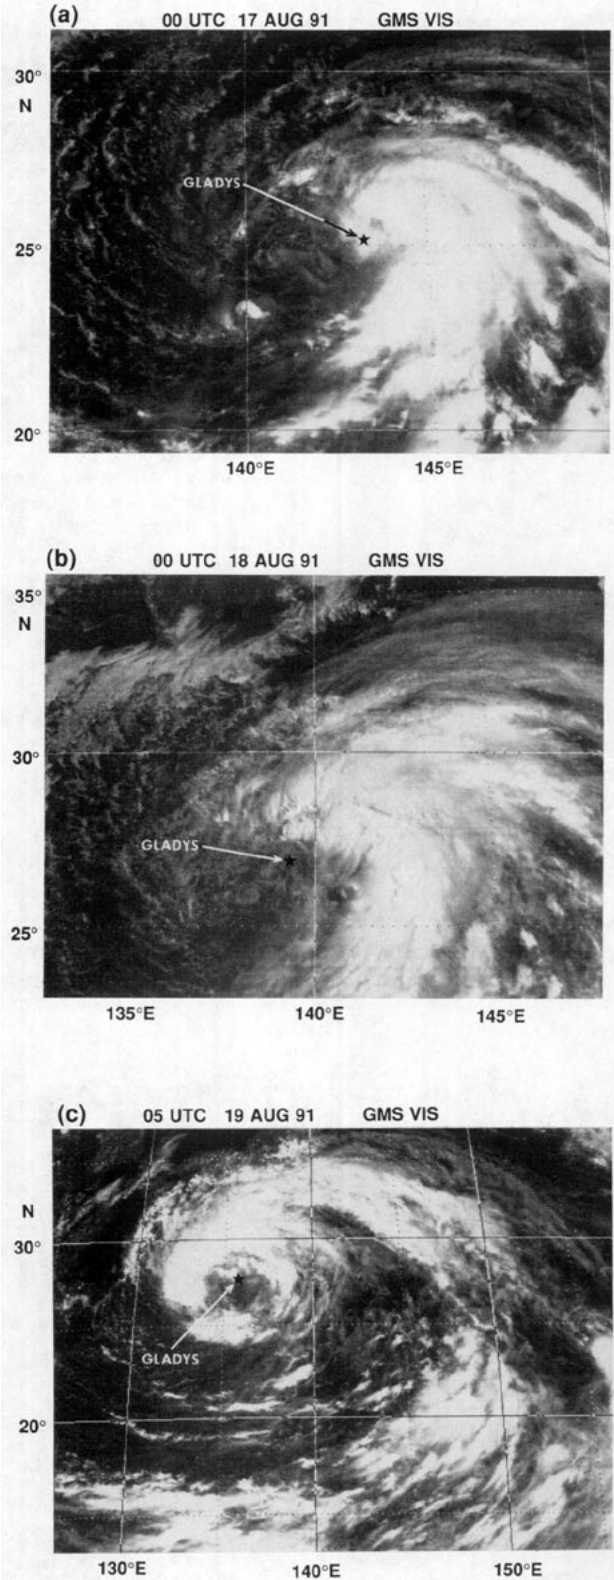 (a)
00 UTC 17 AUG 91 GMS VIS
30°
N
GLADYS
25°
20°
140°E 145°E
(b)
00 UTC 18 AUG 91 GMS VIS
35°
N
30°
GLADYS
25°
135°E 140°E 145°E
(c)
05 UTC 19 AUG 91 GMS VIS
N
30°
GLADYS
20°
130°E 140°E 150°E